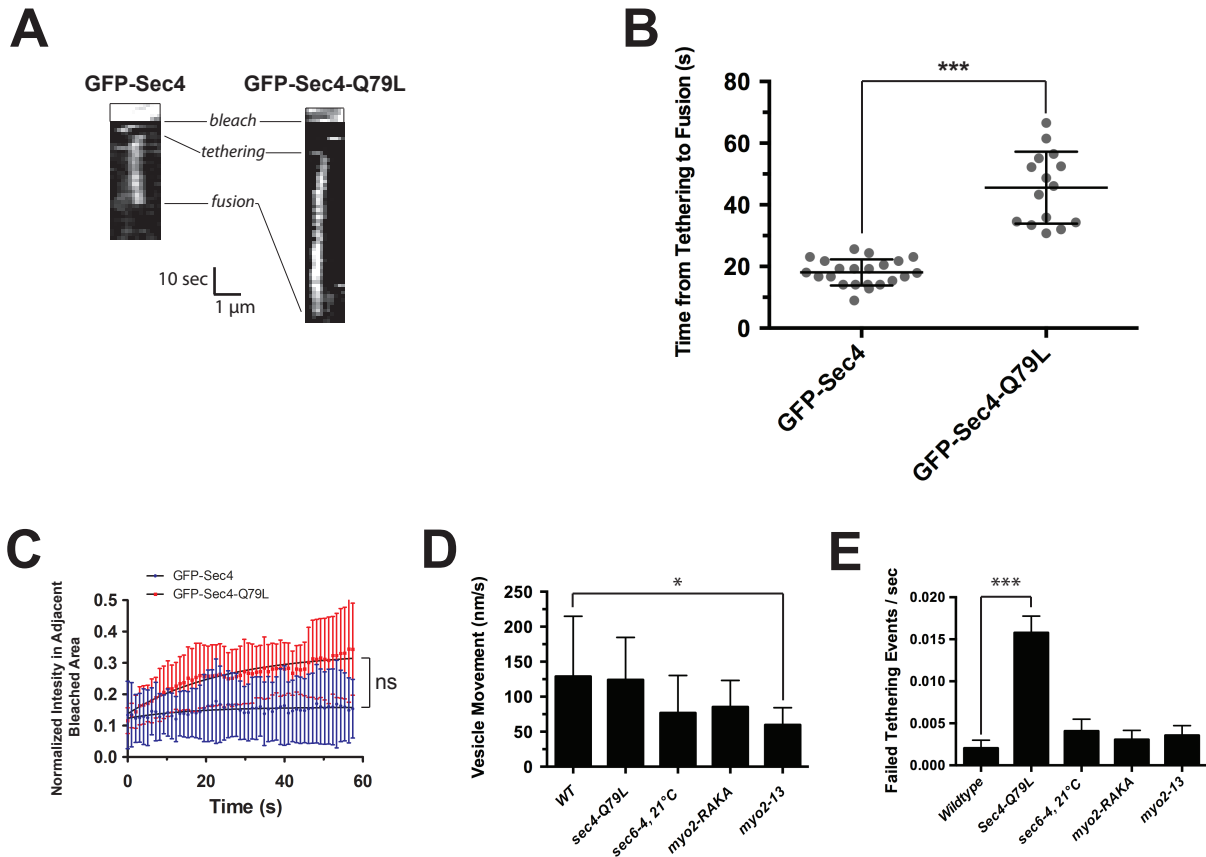 A
GFP-Sec4
GFP-Sec4-Q79L
bleach
tethering
fusion
10 sec
1 µm
B
Time from Tethering to Fusion (s)
80
60
40
20
0
***
GFP-Sec4
GFP-Sec4-Q79L
C
GFP-Sec4
GFP-Sec4-Q79L
Normalized Intesity in Adjacent
Bleached Area
0.5
0.4
0.3
0.2
0.1
0.0
ns
0
20
40
60
Time (s)
D
Vesicle Movement (nm/s)
250
200
150
100
50
0
*
WT
sec4-Q79L
sec6-4, 21°C
myo2-RAKA
myo2-13
E
Failed Tethering Events / sec
0.020
0.015
0.010
0.005
0.000
***
Wildtype
Sec4-Q79L
sec6-4, 21°C
myo2-RAKA
myo2-13